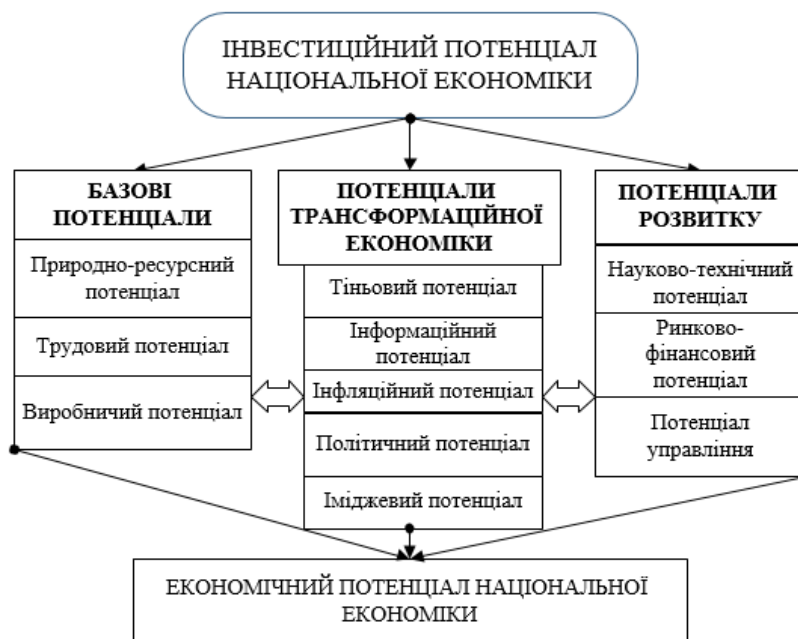 ІНВЕСТИЦІЙНИЙ ПОТЕНЦІАЛ
НАЦІОНАЛЬНОЇ ЕКОНОМІКИ
БАЗОВІ
ПОТЕНЦІАЛИ
Природно-ресурсний
потенціал
Трудовий потенціал
Виробничий потенціал
ПОТЕНЦІАЛИ
ТРАНСФОРМАЦІЙНОЇ
ЕКОНОМІКИ
Тіньовий потенціал
Інформаційний
потенціал
Інфляційний потенціал
Політичний потенціал
Іміджевий потенціал
ПОТЕНЦІАЛИ
РОЗВИТКУ
Науково-технічний
потенціал
Ринково-
фінансовий
потенціал
Потенціал
управління
ЕКОНОМІЧНИЙ ПОТЕНЦІАЛ НАЦІОНАЛЬНОЇ
ЕКОНОМІКИ